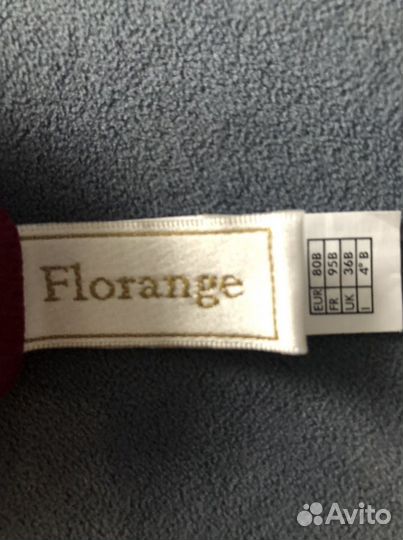 Florange
EUR 80B
FR 95B
UK 36B
I 4°B
Avito